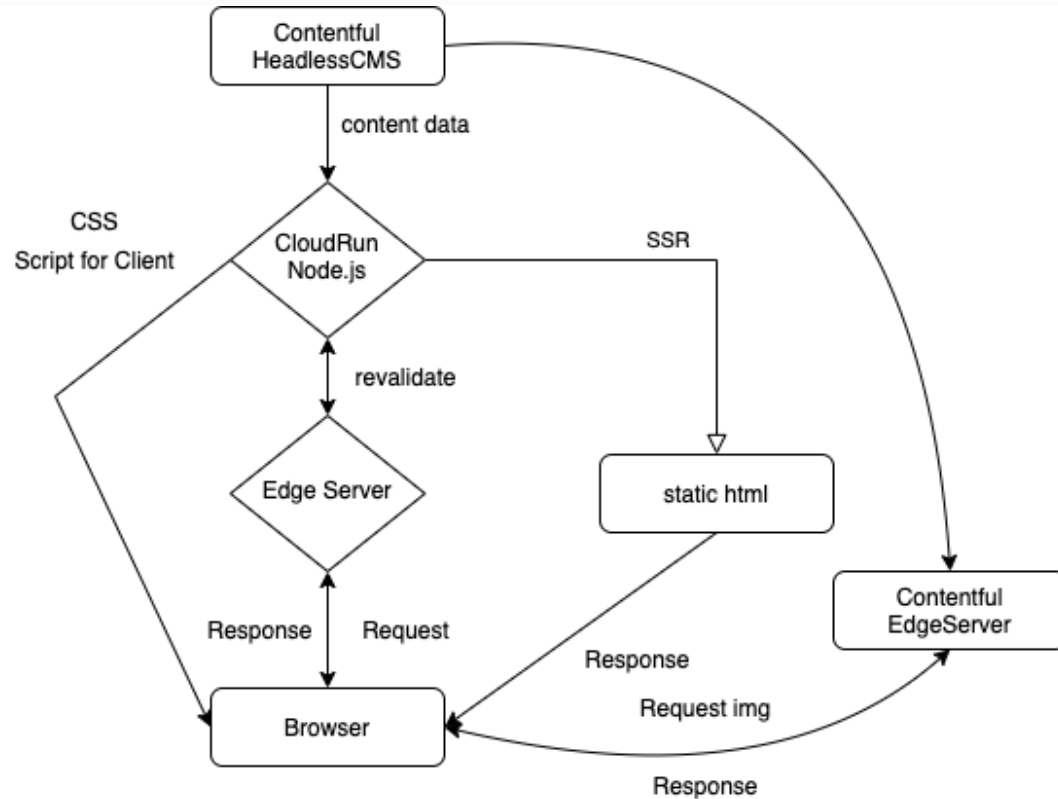 Contentful
HeadlessCMS
content data
CSS
Script for Client
CloudRun
Node.js
SSR
revalidate
Edge Server
static html
Contentful
EdgeServer
Response
Request
Response
Request img
Browser
Response